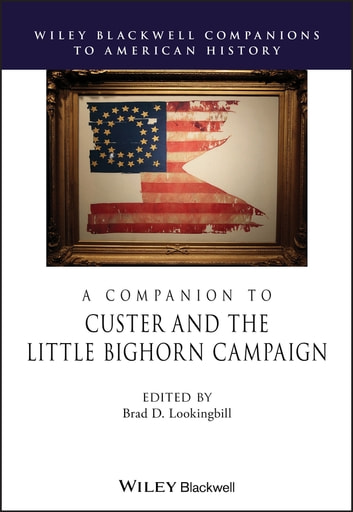 WILEY BLACKWELL COMPANIONS
TO AMERICAN HISTORY
A COMPANION TO
CUSTER AND THE
LITTLE BIGHORN CAMPAIGN
EDITED BY
Brad D. Lookingbill
WILEY Blackwell